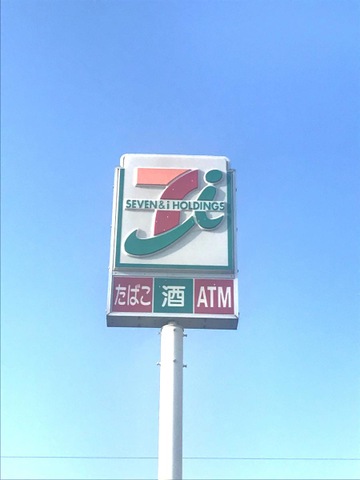 SEVEN&i HOLDINGS
たばこ 酒 ATM